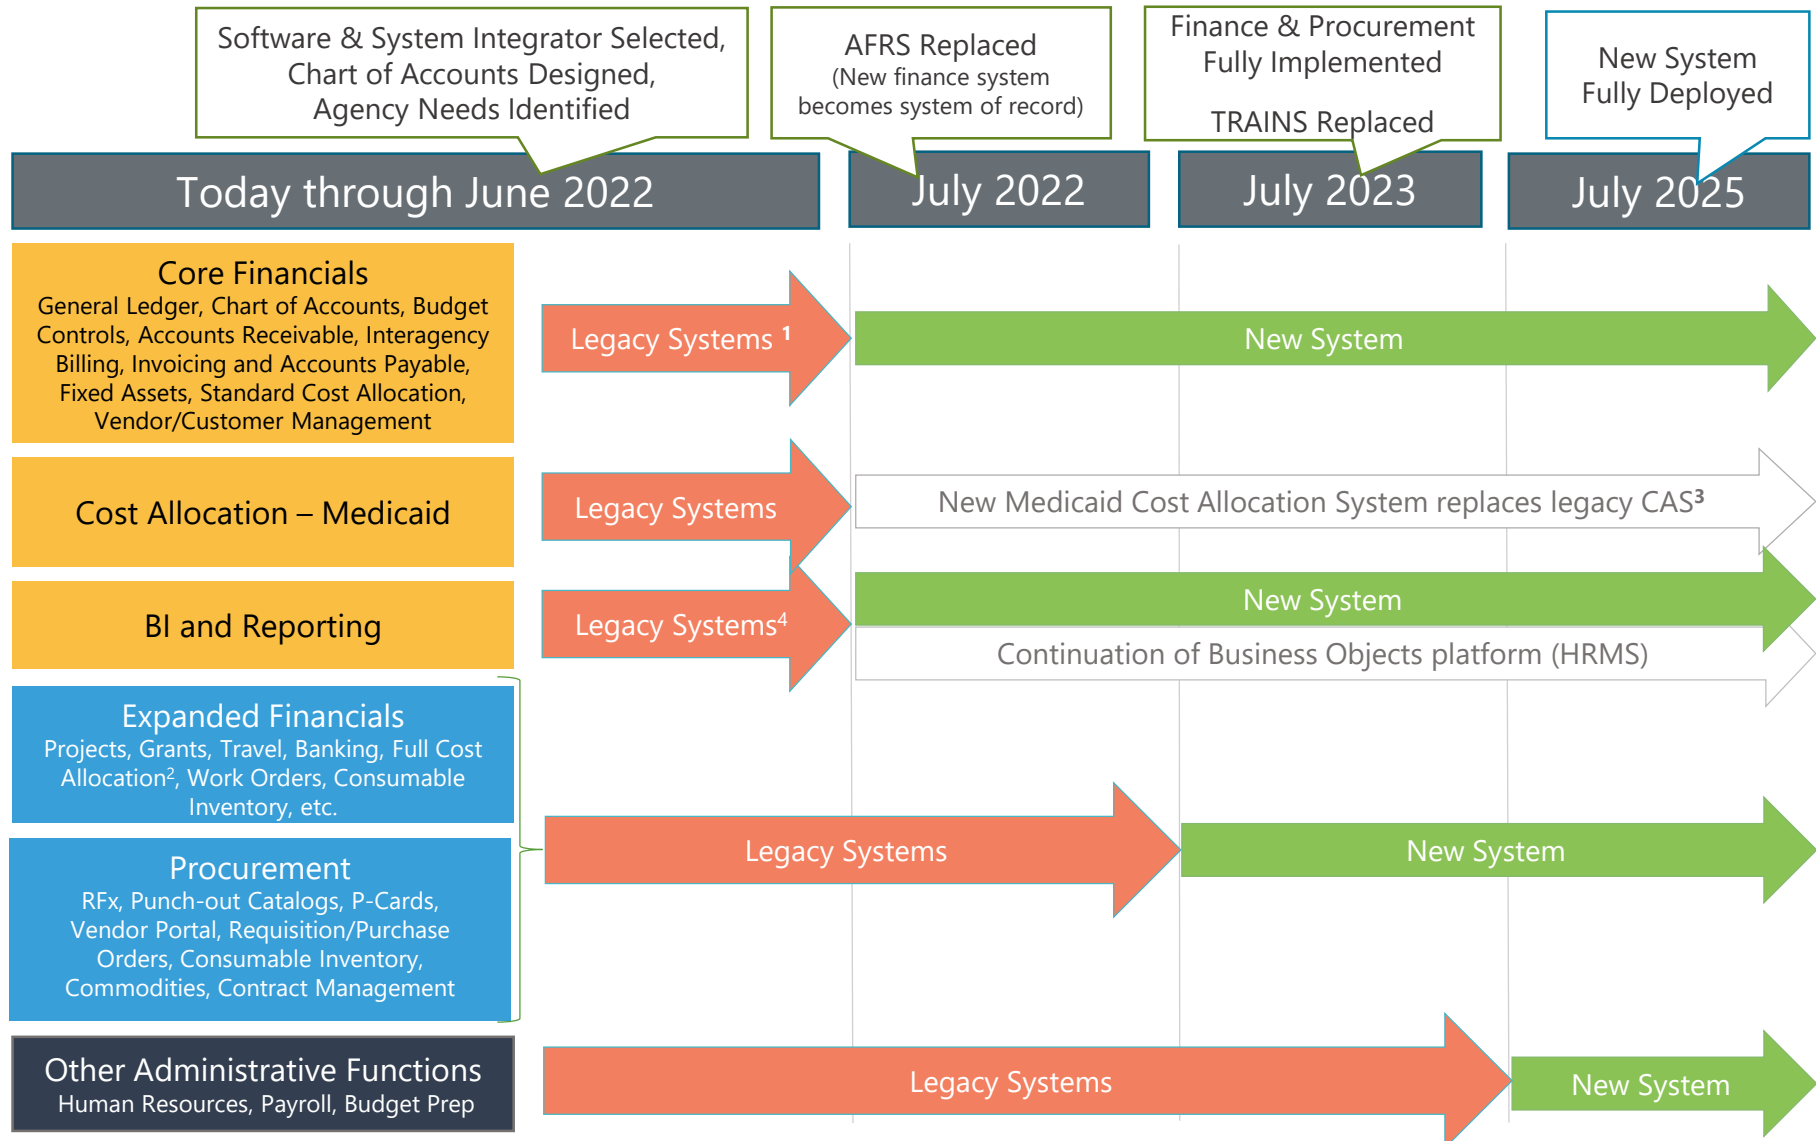 Software & System Integrator Selected,
Chart of Accounts Designed,
Agency Needs Identified
AFRS Replaced
(New finance system
becomes system of record)
Finance & Procurement
Fully Implemented
TRAINS Replaced
New System
Fully Deployed
Today through June 2022
July 2022
July 2023
July 2025
Core Financials
General Ledger, Chart of Accounts, Budget
Controls, Accounts Receivable, Interagency
Billing, Invoicing and Accounts Payable,
Fixed Assets, Standard Cost Allocation,
Vendor/Customer Management
Legacy Systems 1
New System
Cost Allocation – Medicaid
Legacy Systems
New Medicaid Cost Allocation System replaces legacy CAS3
BI and Reporting
Legacy Systems4
New System
Continuation of Business Objects platform (HRMS)
Expanded Financials
Projects, Grants, Travel, Banking, Full Cost
Allocation2, Work Orders, Consumable
Inventory, etc.
Legacy Systems
New System
Procurement
RFx, Punch-out Catalogs, P-Cards,
Vendor Portal, Requisition/Purchase
Orders, Consumable Inventory,
Commodities, Contract Management
Other Administrative Functions
Human Resources, Payroll, Budget Prep
Legacy Systems
New System